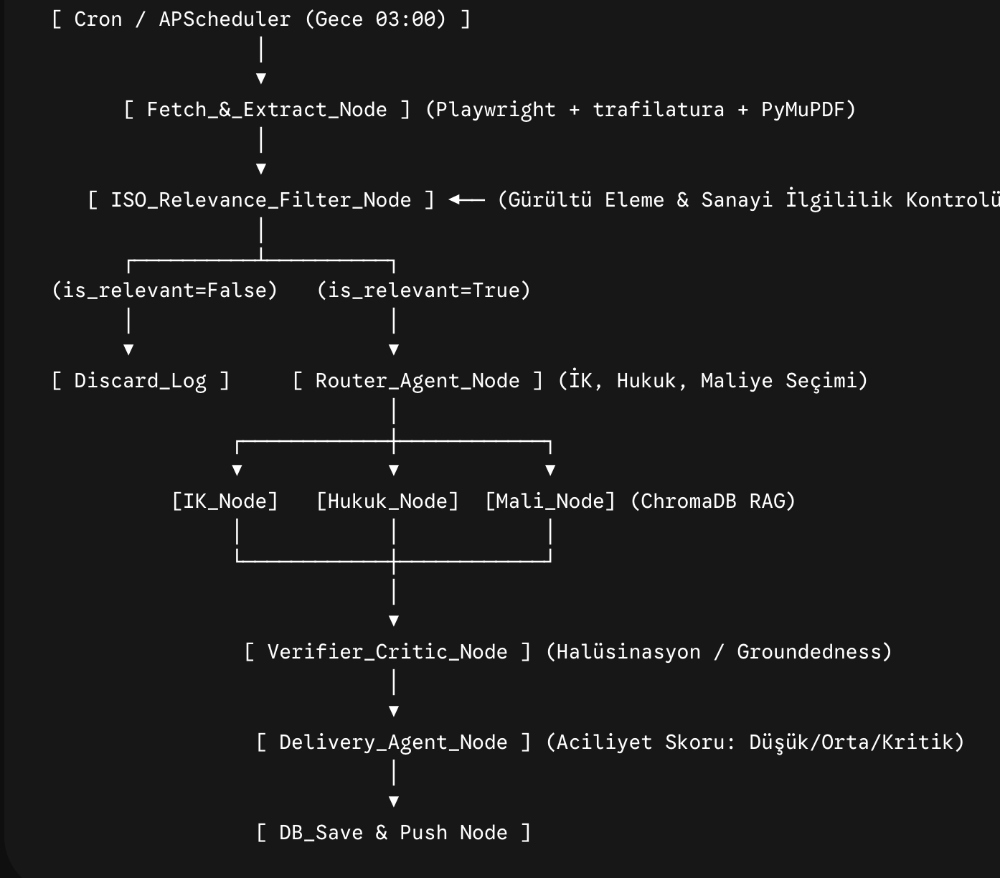 [ Cron / APScheduler (Gece 03:00) ]
[ Fetch_&_Extract_Node ] (Playwright + trafilatura + PyMuPDF)
[ ISO_Relevance_Filter_Node ] ◄── (Gürültü Eleme & Sanayi İlgililik Kontrolü
(is_relevant=False) (is_relevant=True)
[ Discard_Log ] [ Router_Agent_Node ] (İK, Hukuk, Maliye Seçimi)
[IK_Node] [Hukuk_Node] [Mali_Node] (ChromaDB RAG)
[ Verifier_Critic_Node ] (Halüsinasyon / Groundedness)
[ Delivery_Agent_Node ] (Aciliyet Skoru: Düşük/Orta/Kritik)
[ DB_Save & Push Node ]